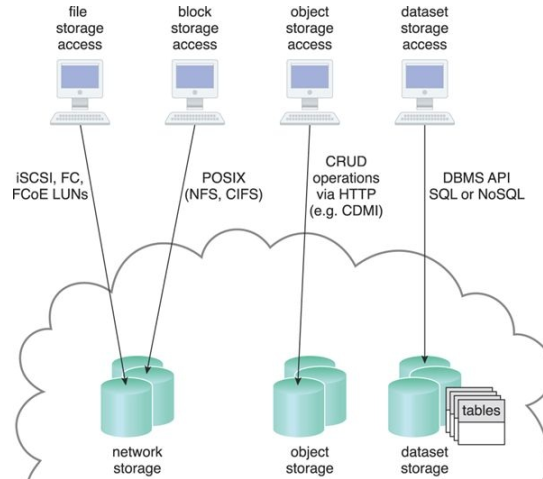 file
storage
access
block
storage
access
object
storage
access
dataset
storage
access
iSCSI, FC,
FCoE LUNs
POSIX
(NFS, CIFS)
CRUD
operations
via HTTP
(e.g. CDMI)
DBMS API
SQL or NoSQL
tables
network
storage
object
storage
dataset
storage